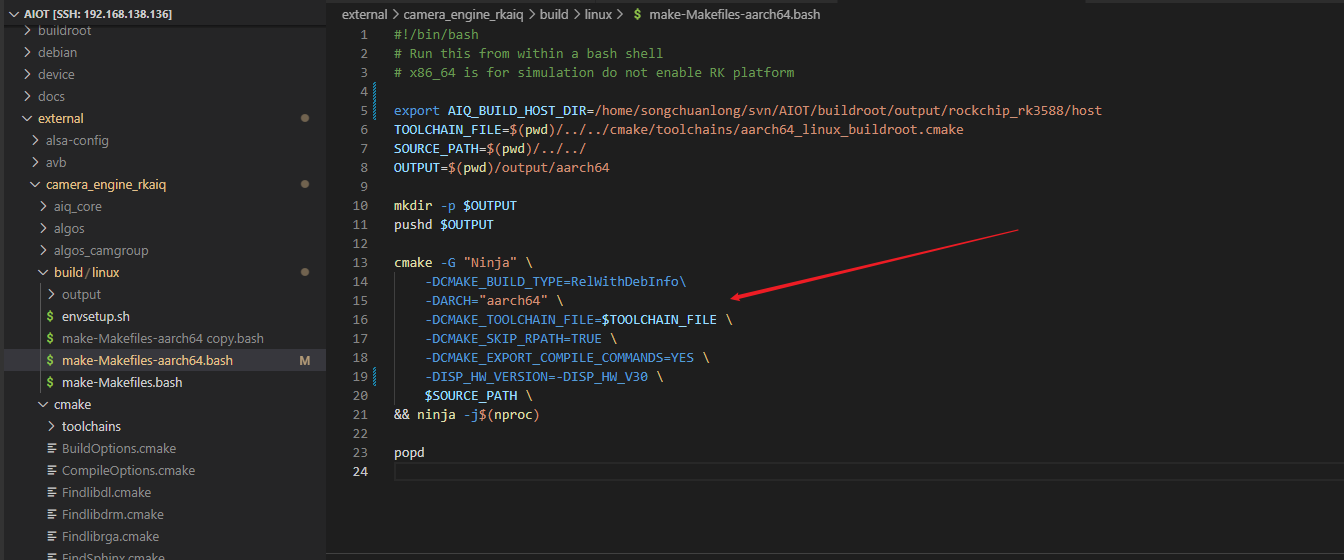 AIOT [SSH: 192.168.138.136]
buildroot
debian
device
docs
external
alsa-config
avb
camera_engine_rkaiq
aiq_core
algos
algos_camgroup
build / linux
output
$ envsetup.sh
$ make-Makefiles-aarch64 copy.bash
$ make-Makefiles-aarch64.bash M
$ make-Makefiles.bash
cmake
toolchains
BuildOptions.cmake
CompileOptions.cmake
Findlibdl.cmake
Findlibdrm.cmake
Findlibrga.cmake
FindSphinx.cmake
external > camera_engine_rkaiq > build > linux > $ make-Makefiles-aarch64.bash
1 #!/bin/bash
2 # Run this from within a bash shell
3 # x86_64 is for simulation do not enable RK platform
4
5 export AIQ_BUILD_HOST_DIR=/home/songchuanlong/svn/AIOT/buildroot/output/rockchip_rk3588/host
6 TOOLCHAIN_FILE=$(pwd)/../../cmake/toolchains/aarch64_linux_buildroot.cmake
7 SOURCE_PATH=$(pwd)/../../
8 OUTPUT=$(pwd)/output/aarch64
9
10 mkdir -p $OUTPUT
11 pushd $OUTPUT
12
13 cmake -G "Ninja" \
14 -DCMAKE_BUILD_TYPE=RelWithDebInfo\
15 -DARCH="aarch64" \
16 -DCMAKE_TOOLCHAIN_FILE=$TOOLCHAIN_FILE \
17 -DCMAKE_SKIP_RPATH=TRUE \
18 -DCMAKE_EXPORT_COMPILE_COMMANDS=YES \
19 -DISP_HW_VERSION=-DISP_HW_V30 \
20 $SOURCE_PATH \
21 && ninja -j$(nproc)
22
23 popd
24